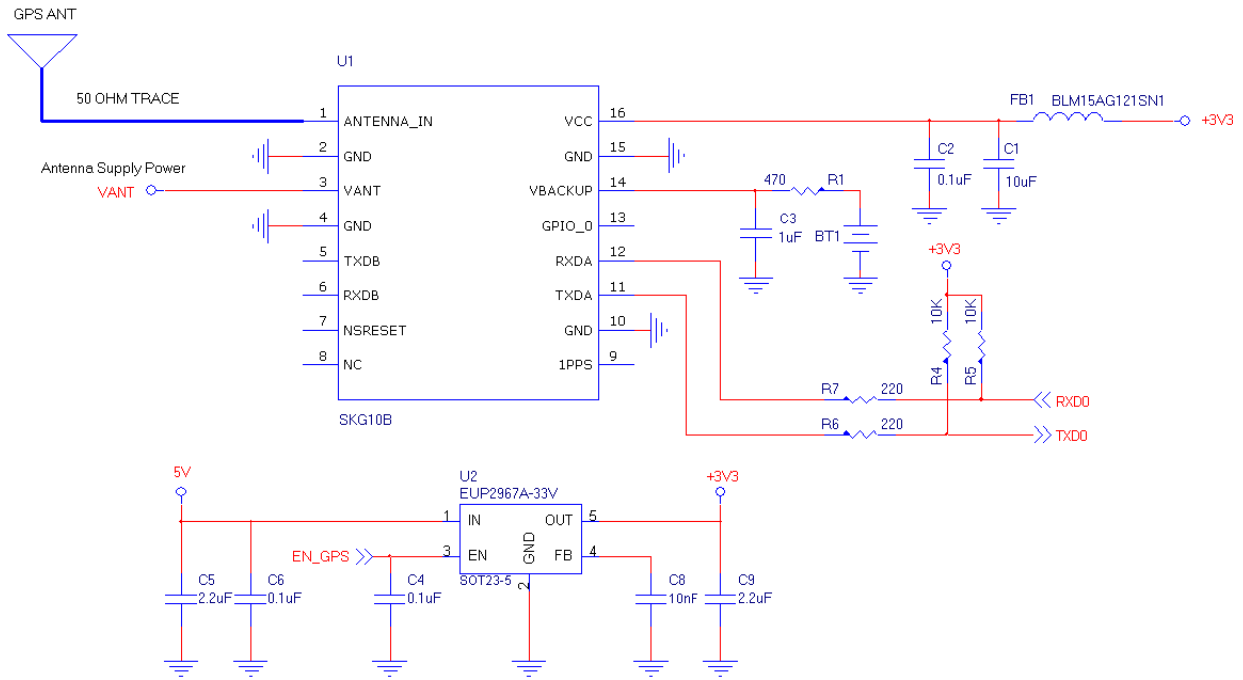 GPS ANT
50 OHM TRACE
Antenna Supply Power
VANT
U1
1 ANTENNA_IN
2 GND
3 VANT
4 GND
5 TXDB
6 RXDB
7 NSRESET
8 NC
VCC 16
GND 15
VBACKUP 14
GPIO_0 13
RXDA 12
TXDA 11
GND 10
1PPS 9
SKG10B
FB1 BLM15AG121SN1
+3V3
C2
0.1uF
C1
10uF
470 R1
C3
1uF
BT1
+3V3
10K
10K
R4
R5
R7 220
RXD0
R6 220
TXD0
5V
U2
EUP2967A-33V
+3V3
1 IN
OUT 5
EN_GPS
3 EN
GND
FB 4
SOT23-5
2
C5
2.2uF
C6
0.1uF
C4
0.1uF
C8
10nF
C9
2.2uF